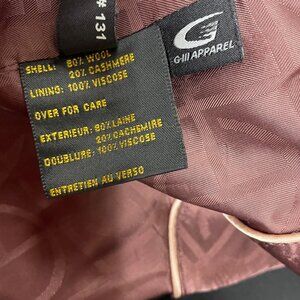 # 131
G-III APPAREL
SHELL: 80% WOOL
20% CASHMERE
LINING: 100% VISCOSE
OVER FOR CARE
EXTERIEUR: 80% LAINE
20% CACHEMIRE
DOUBLURE: 100% VISCOSE
ENTRETIEN AU VERSO